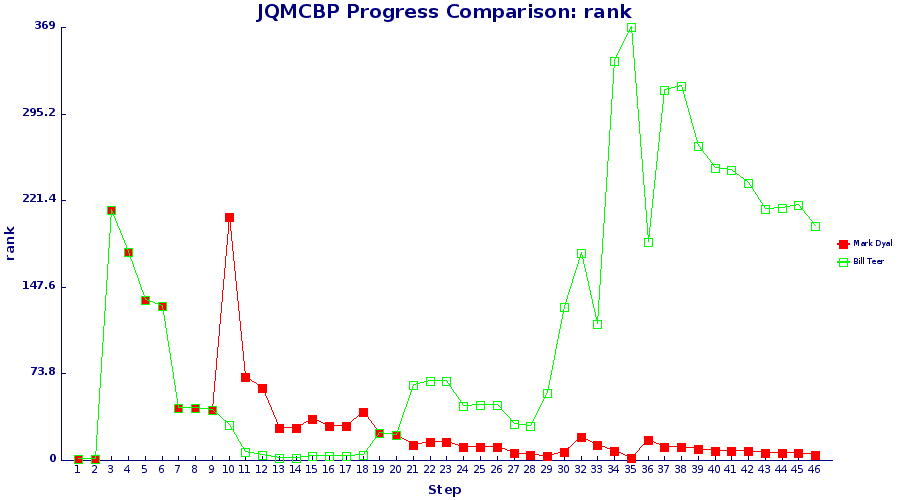 JQMCBP Progress Comparison: rank
369
295.2
221.4
147.6
73.8
0
rank
1 2 3 4 5 6 7 8 9 10 11 12 13 14 15 16 17 18 19 20 21 22 23 24 25 26 27 28 29 30 31 32 33 34 35 36 37 38 39 40 41 42 43 44 45 46
Step
Mark Dyal
Bill Teer